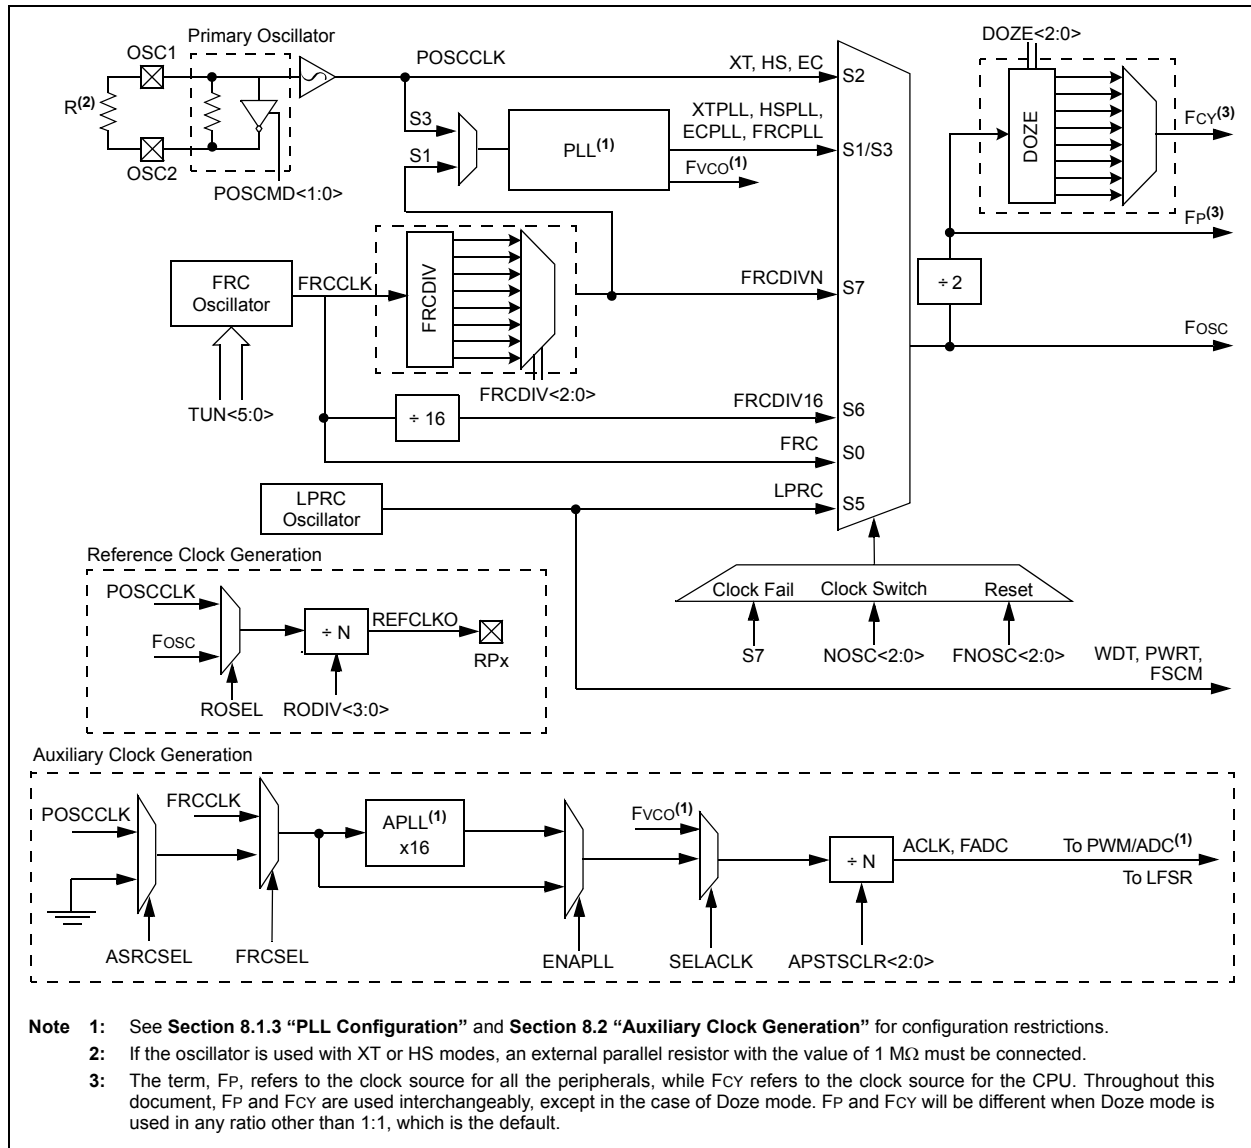 Primary Oscillator
OSC1
R(2)
OSC2
POSCMD<1:0>
POSCCLK
S3
S1
PLL(1)
XT, HS, EC
XTPLL, HSPLL,
ECPLL, FRCPLL
FVCO(1)
S2
S1/S3
DOZE<2:0>
DOZE
FCY(3)
FP(3)
÷ 2
FOSC
FRC
Oscillator
FRCCLK
TUN<5:0>
FRCDIV
FRCDIV<2:0>
FRCDIVN
S7
÷ 16
FRCDIV16
S6
FRC
S0
LPRC
Oscillator
LPRC
S5
Clock Fail
Clock Switch
Reset
S7
NOSC<2:0>
FNOSC<2:0>
WDT, PWRT,
FSCM
Reference Clock Generation
POSCCLK
FOSC
÷ N
REFCLKO
RPx
ROSEL
RODIV<3:0>
Auxiliary Clock Generation
POSCCLK
FRCCLK
APLL(1)
x16
FVCO(1)
÷ N
ACLK, FADC
To PWM/ADC(1)
To LFSR
ASRCSEL
FRCSEL
ENAPLL
SELACLK
APSTSCLR<2:0>
Note 1: See Section 8.1.3 “PLL Configuration” and Section 8.2 “Auxiliary Clock Generation” for configuration restrictions.
2: If the oscillator is used with XT or HS modes, an external parallel resistor with the value of 1 MΩ must be connected.
3: The term, FP, refers to the clock source for all the peripherals, while FCY refers to the clock source for the CPU. Throughout this
document, FP and FCY are used interchangeably, except in the case of Doze mode. FP and FCY will be different when Doze mode is
used in any ratio other than 1:1, which is the default.